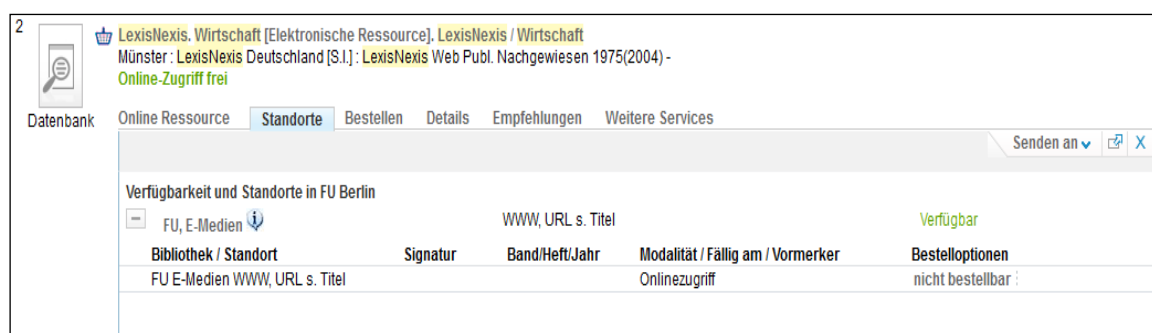 2
LexisNexis. Wirtschaft [Elektronische Ressource]. LexisNexis / Wirtschaft
Münster : LexisNexis Deutschland [S.l.] : LexisNexis Web Publ. Nachgewiesen 1975(2004) -
Online-Zugriff frei
Datenbank
Online Ressource Standorte Bestellen Details Empfehlungen Weitere Services
Senden an X
Verfügbarkeit und Standorte in FU Berlin
FU, E-Medien WWW, URL s. Titel Verfügbar
Bibliothek / Standort Signatur Band/Heft/Jahr Modalität / Fällig am / Vormerker Bestelloptionen
FU E-Medien WWW, URL s. Titel Onlinezugriff nicht bestellbar